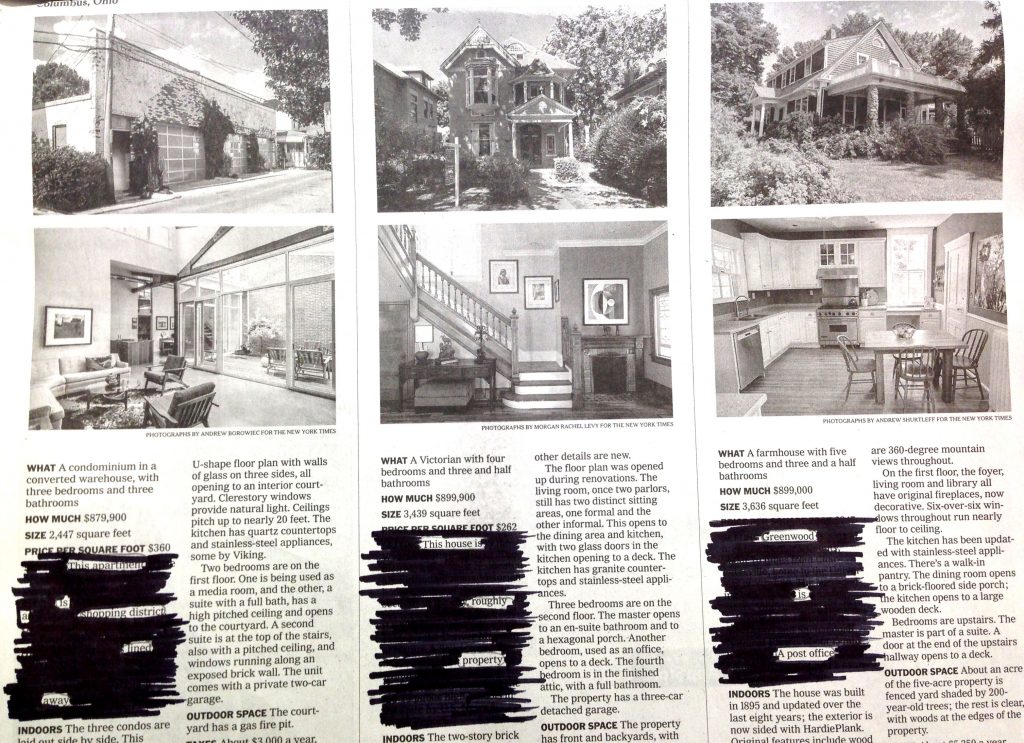 Columbus, Ohio
PHOTOGRAPHS BY ANDREW BOROWIEC FOR THE NEW YORK TIMES
WHAT A condominium in a
converted warehouse, with
three bedrooms and three
bathrooms
HOW MUCH $879,900
SIZE 2,447 square feet
PRICE PER SQUARE FOOT $360
This apartment
is
shopping district
lined
away
INDOORS The three condos are
laid out side by side. This
U-shape floor plan with walls
of glass on three sides, all
opening to an interior court-
yard. Clerestory windows
provide natural light. Ceilings
pitch up to nearly 20 feet. The
kitchen has quartz countertops
and stainless-steel appliances,
some by Viking.
Two bedrooms are on the
first floor. One is being used as
a media room, and the other, a
suite with a full bath, has a
high pitched ceiling and opens
to the courtyard. A second
suite is at the top of the stairs,
also with a pitched ceiling, and
windows running along an
exposed brick wall. The unit
comes with a private two-car
garage.
OUTDOOR SPACE The court-
yard has a gas fire pit.
TAXES About $3,000 a year,
PHOTOGRAPHS BY MORGAN RACHEL LEVY FOR THE NEW YORK TIMES
WHAT A Victorian with four
bedrooms and three and half
bathrooms
HOW MUCH $899,900
SIZE 3,439 square feet
PRICE PER SQUARE FOOT $262
This house is
, roughly
property
INDOORS The two-story brick
other details are new.
The floor plan was opened
up during renovations. The
living room, once two parlors,
still has two distinct sitting
areas, one formal and the
other informal. This opens to
the dining area and kitchen,
with two glass doors in the
kitchen opening to a deck. The
kitchen has granite counter-
tops and stainless-steel appli-
ances.
Three bedrooms are on the
second floor. The master opens
to an en-suite bathroom and to
a hexagonal porch. Another
bedroom, used as an office,
opens to a deck. The fourth
bedroom is in the finished
attic, with a full bathroom.
The property has a three-car
detached garage.
OUTDOOR SPACE The property
has front and backyards, with
PHOTOGRAPHS BY ANDREW SHURTLEFF FOR THE NEW YORK TIMES
WHAT A farmhouse with five
bedrooms and three and a half
bathrooms
HOW MUCH $899,000
SIZE 3,636 square feet
Greenwood
is
A post office
INDOORS The house was built
in 1895 and updated over the
last eight years; the exterior is
now sided with HardiePlank.
Original features include wood
are 360-degree mountain
views throughout.
On the first floor, the foyer,
living room and library all
have original fireplaces, now
decorative. Six-over-six win-
dows throughout run nearly
floor to ceiling.
The kitchen has been updat-
ed with stainless-steel appli-
ances. There's a walk-in
pantry. The dining room opens
to a brick-floored side porch;
the kitchen opens to a large
wooden deck.
Bedrooms are upstairs. The
master is part of a suite. A
door at the end of the upstairs
hallway opens to a deck.
OUTDOOR SPACE About an acre
of the five-acre property is
fenced yard shaded by 200-
year-old trees; the rest is clear,
with woods at the edges of the
property.